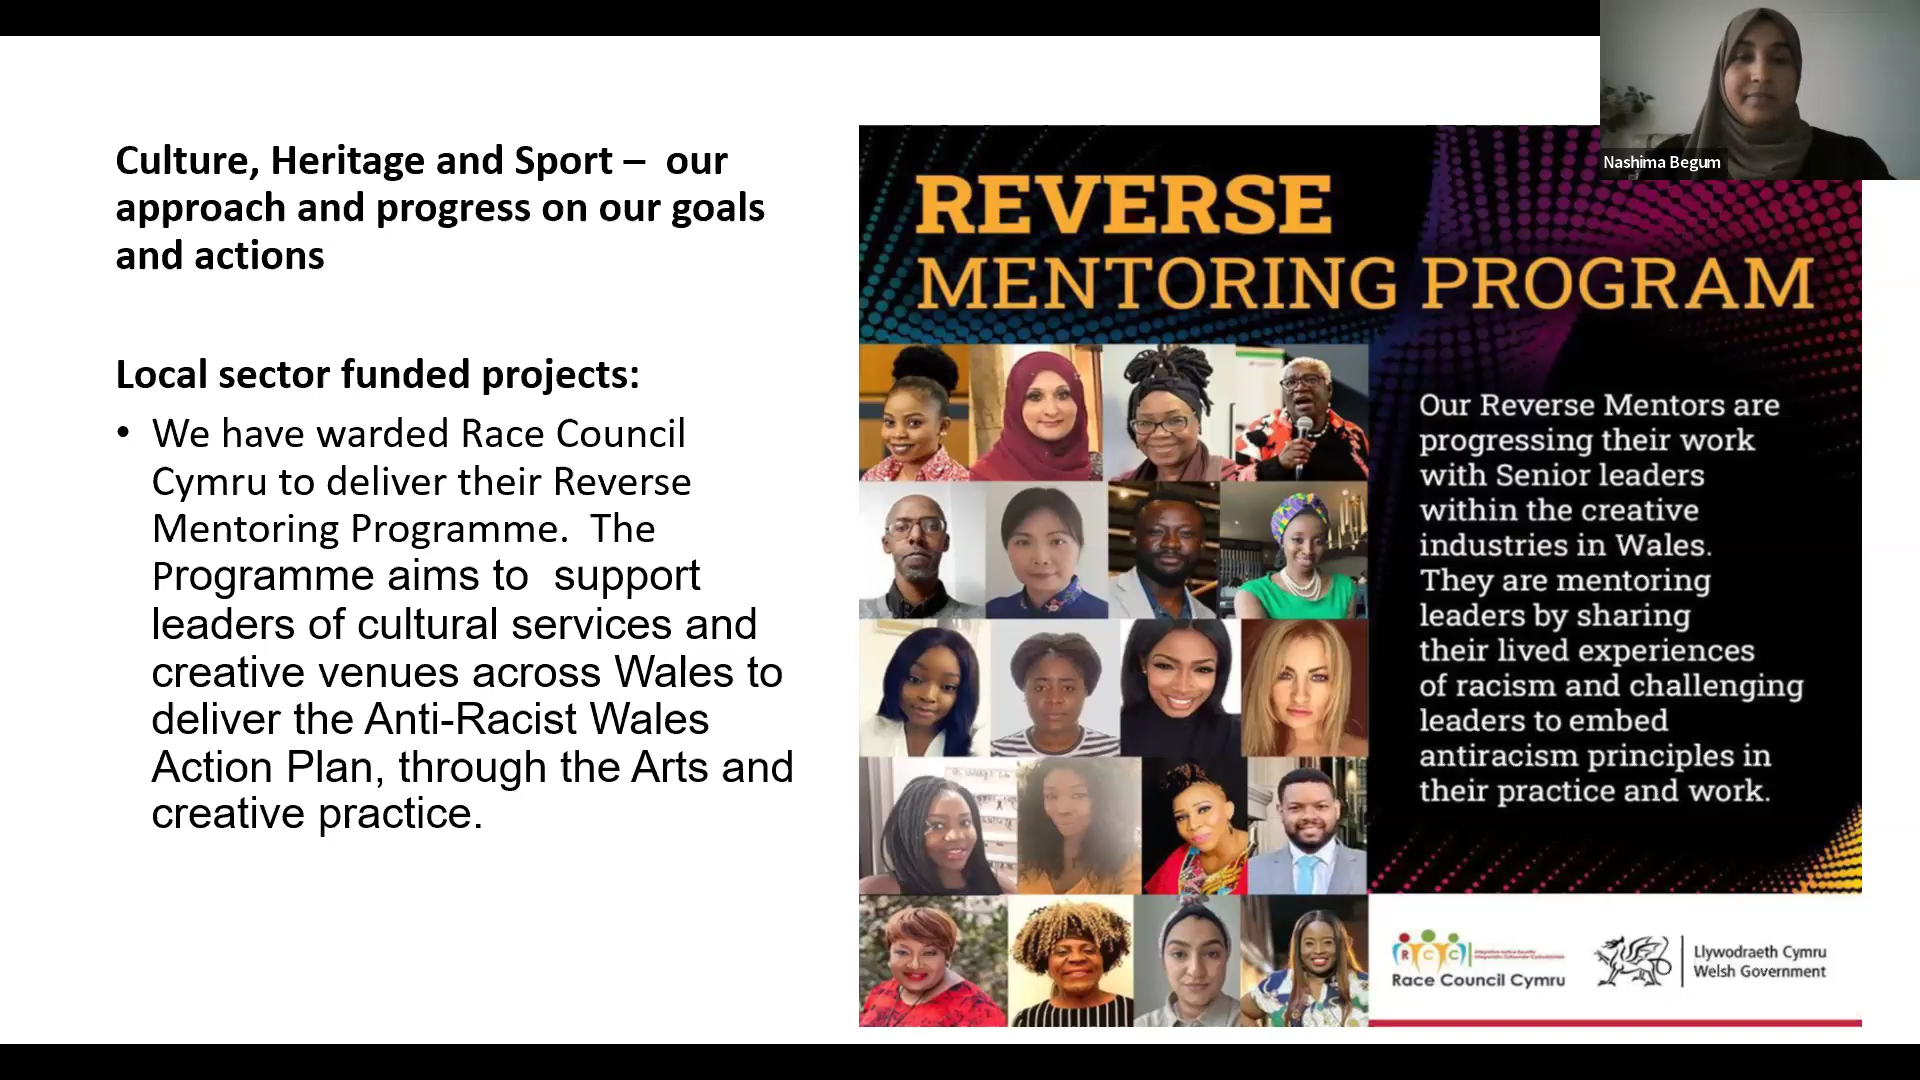 Culture, Heritage and Sport – our
approach and progress on our goals
and actions
Local sector funded projects:
• We have warded Race Council
Cymru to deliver their Reverse
Mentoring Programme. The
Programme aims to support
leaders of cultural services and
creative venues across Wales to
deliver the Anti-Racist Wales
Action Plan, through the Arts and
creative practice.
Nashima Begum
REVERSE
MENTORING PROGRAM
Our Reverse Mentors are
progressing their work
with Senior leaders
within the creative
industries in Wales.
They are mentoring
leaders by sharing
their lived experiences
of racism and challenging
leaders to embed
antiracism principles in
their practice and work.
RCC
Race Council Cymru
Llywodraeth Cymru
Welsh Government